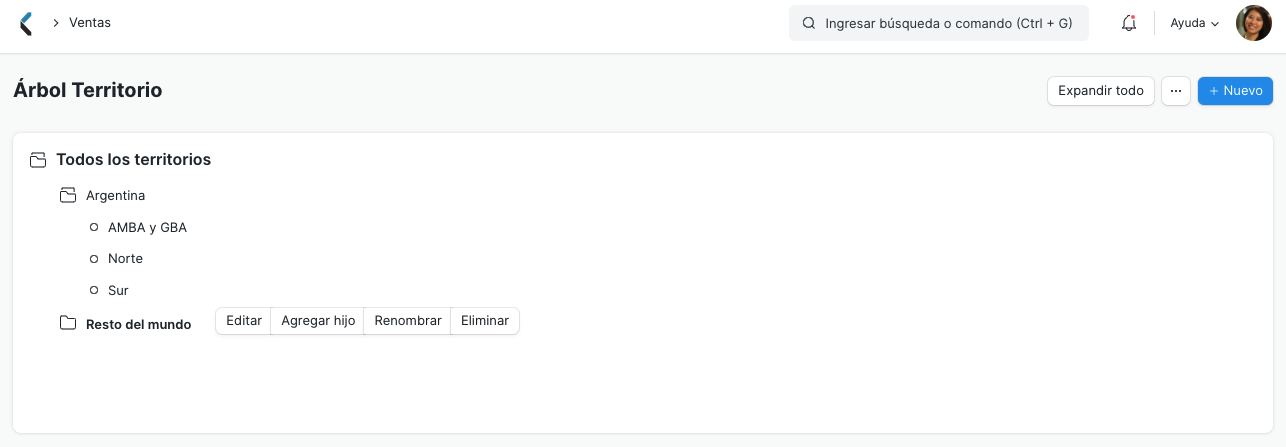 Ventas
Ingresar búsqueda o comando (Ctrl + G)
Ayuda
Árbol Territorio
Expandir todo
···
+ Nuevo
Todos los territorios
Argentina
AMBA y GBA
Norte
Sur
Resto del mundo Editar Agregar hijo Renombrar Eliminar